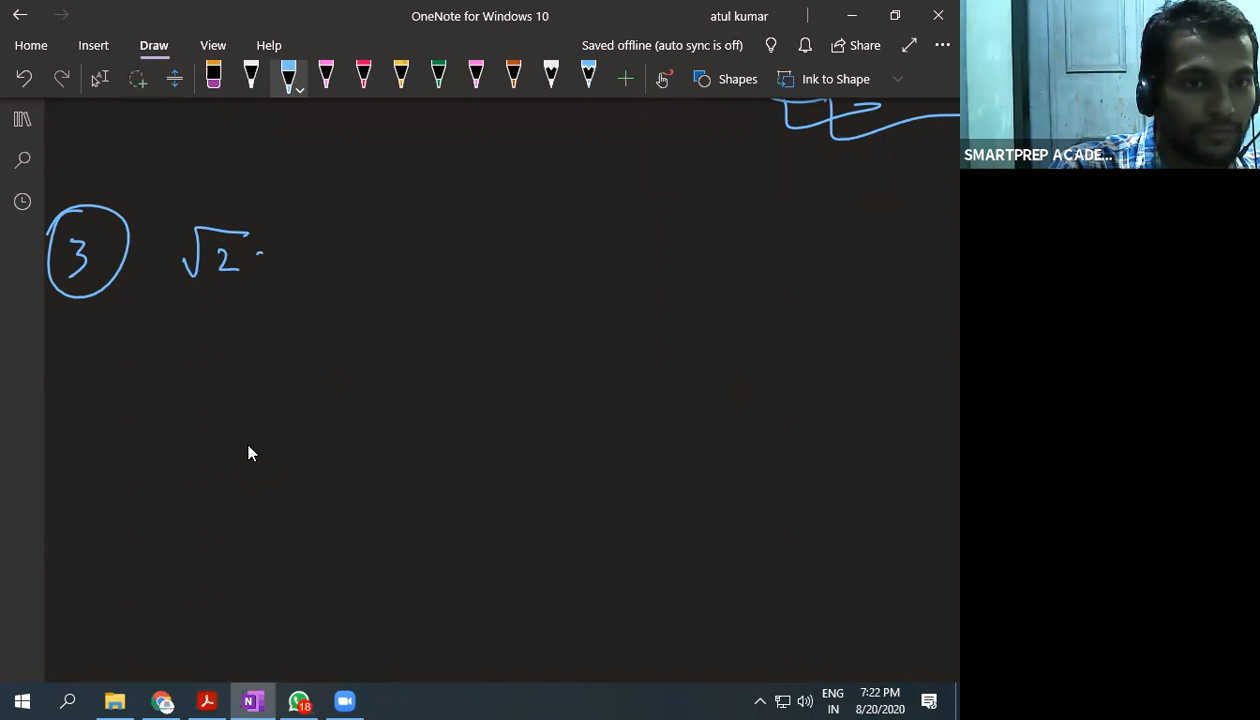 OneNote for Windows 10
atul kumar
Home Insert Draw View Help
Saved offline (auto sync is off)
Share
Shapes
Ink to Shape
SMARTPREP ACADE...
3 √2
N
18
ENG
IN
7:22 PM
8/20/2020